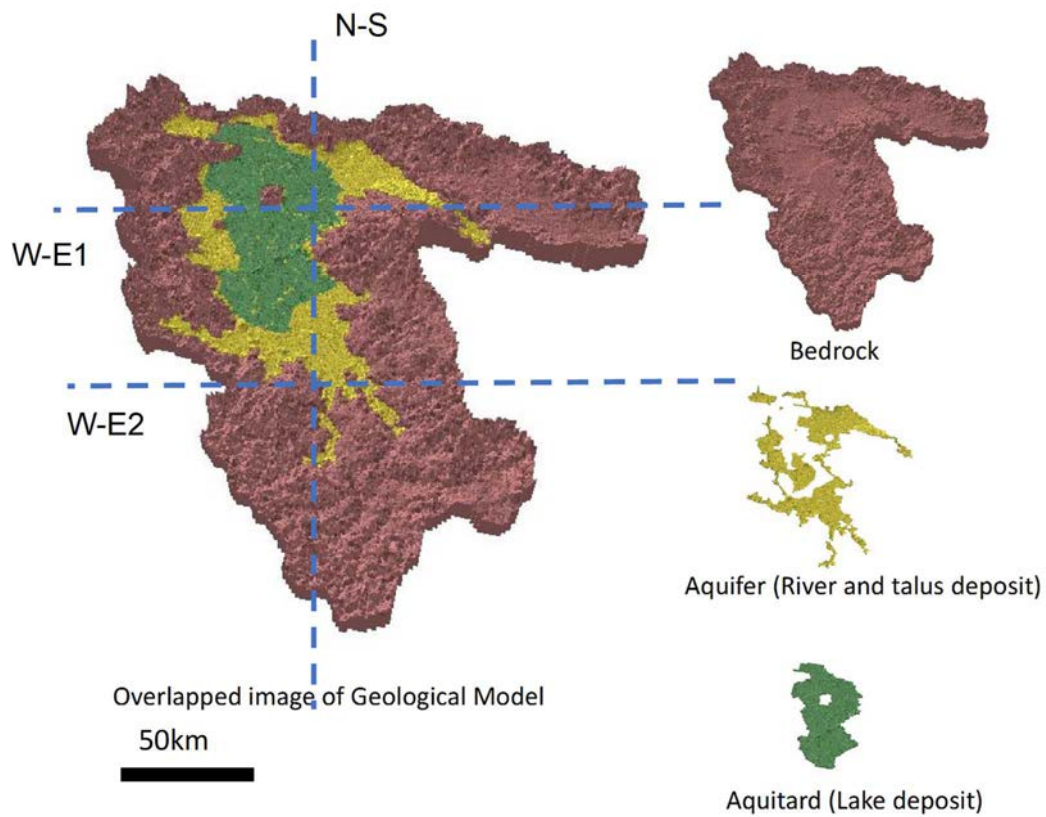 N-S
W-E1
W-E2
Bedrock
Aquifer (River and talus deposit)
Overlapped image of Geological Model
50km
Aquitard (Lake deposit)